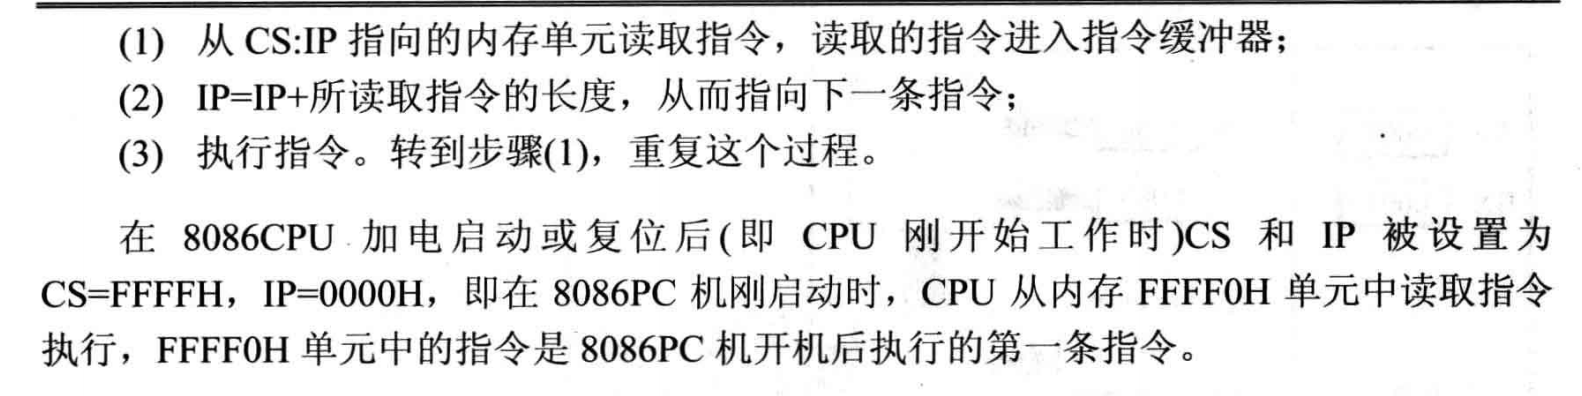 (1) 从 CS:IP 指向的内存单元读取指令，读取的指令进入指令缓冲器；
(2) IP=IP+所读取指令的长度，从而指向下一条指令；
(3) 执行指令。转到步骤(1)，重复这个过程。
在 8086CPU 加电启动或复位后(即 CPU 刚开始工作时)CS 和 IP 被设置为
CS=FFFFH，IP=0000H，即在 8086PC 机刚启动时，CPU 从内存 FFFF0H 单元中读取指令
执行，FFFF0H 单元中的指令是 8086PC 机开机后执行的第一条指令。